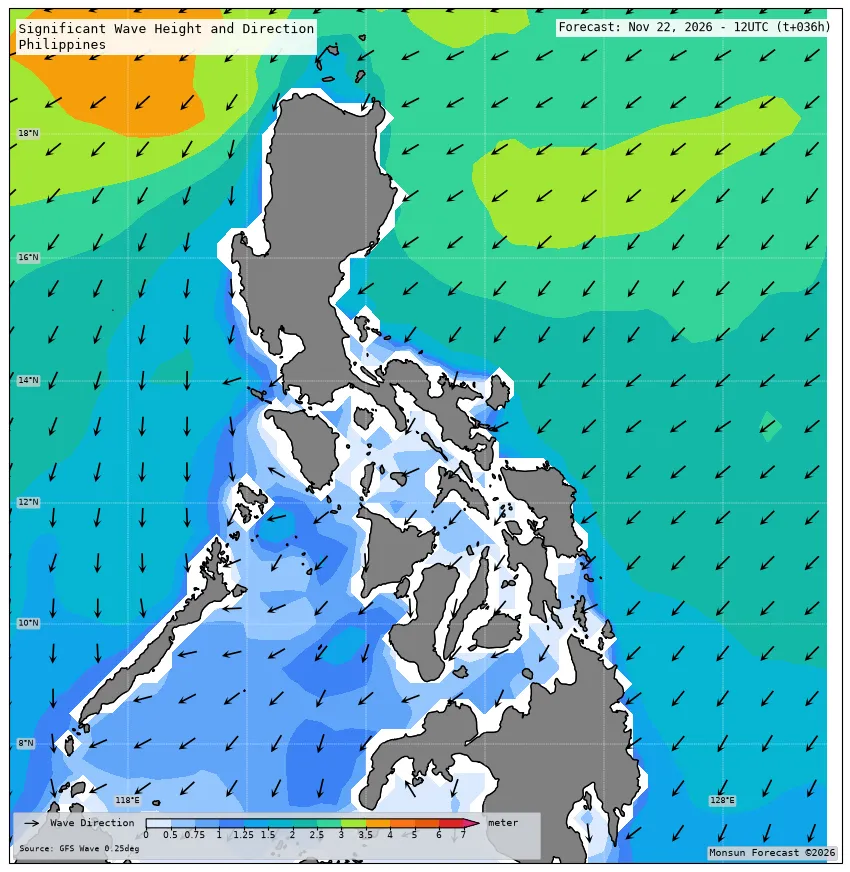 Significant Wave Height and Direction
Philippines
Forecast: Nov 22, 2026 - 12UTC (t+036h)
18°N
16°N
14°N
12°N
10°N
8°N
118°E
128°E
Wave Direction
0 0.5 0.75 1 1.25 1.5 2 2.5 3 3.5 4 5 6 7
meter
Source: GFS Wave 0.25deg
Monsun Forecast ©2026